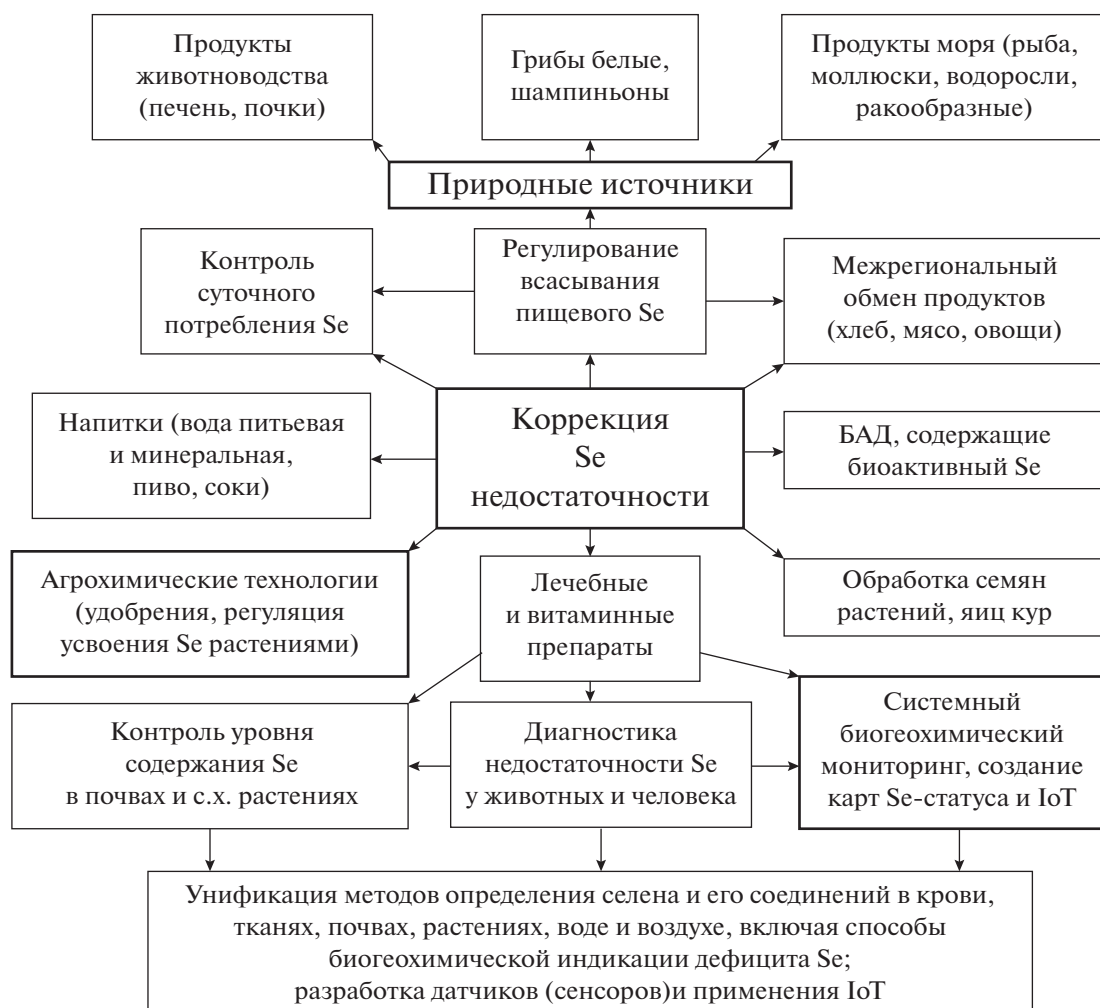 Продукты
животноводства
(печень, почки)
Грибы белые,
шампиньоны
Продукты моря (рыба,
моллюски, водоросли,
ракообразные)
Природные источники
Контроль
суточного
потребления Se
Регулирование
всасывания
пищевого Se
Межрегиональный
обмен продуктов
(хлеб, мясо, овощи)
Напитки (вода питьевая
и минеральная,
пиво, соки)
Коррекция
Se
недостаточности
БАД, содержащие
биоактивный Se
Агрохимические технологии
(удобрения, регуляция
усвоения Se растениями)
Лечебные
и витаминные
препараты
Обработка семян
растений, яиц кур
Контроль уровня
содержания Se
в почвах и с.х. растениях
Диагностика
недостаточности Se
у животных и человека
Системный
биогеохимический
мониторинг, создание
карт Se-статуса и IoT
Унификация методов определения селена и его соединений в крови,
тканях, почвах, растениях, воде и воздухе, включая способы
биогеохимической индикации дефицита Se;
разработка датчиков (сенсоров)и применения IoT